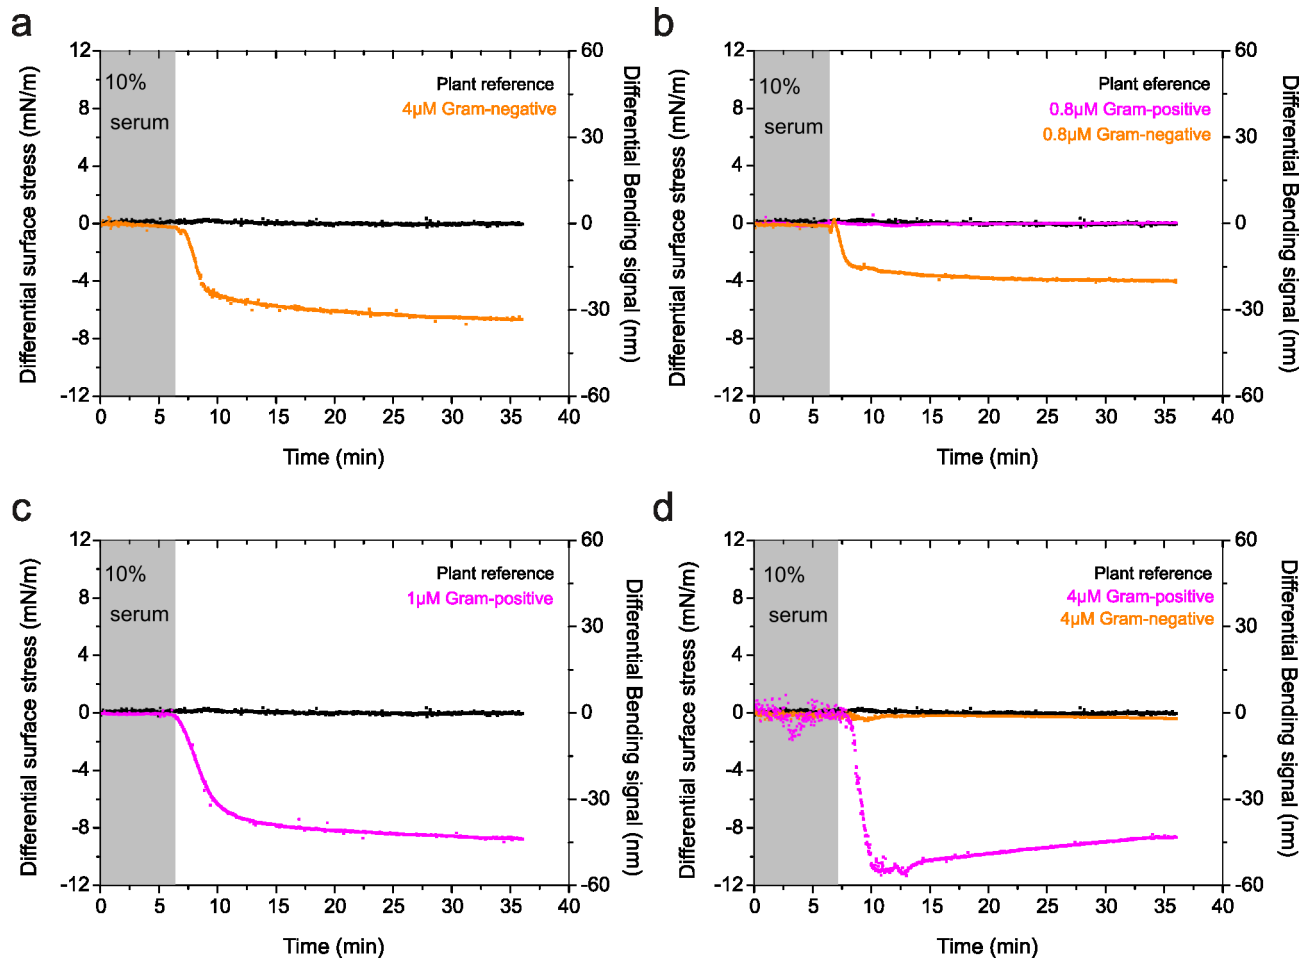 a
Differential surface stress (mN/m)
12
8
4
0
-4
-8
-12
10%
serum
Plant reference
4µM Gram-negative
60
30
0
-30
-60
Differential Bending signal (nm)
0 5 10 15 20 25 30 35 40
Time (min)
b
Differential surface stress (mN/m)
12
8
4
0
-4
-8
-12
10%
serum
Plant eference
0.8µM Gram-positive
0.8µM Gram-negative
60
30
0
-30
-60
Differential Bending signal (nm)
0 5 10 15 20 25 30 35 40
Time (min)
c
Differential surface stress (mN/m)
12
8
4
0
-4
-8
-12
10%
serum
Plant reference
1µM Gram-positive
60
30
0
-30
-60
Differential Bending signal (nm)
0 5 10 15 20 25 30 35 40
Time (min)
d
Differential surface stress (mN/m)
12
8
4
0
-4
-8
-12
10%
serum
Plant reference
4µM Gram-positive
4µM Gram-negative
60
30
0
-30
-60
Differential Bending signal (nm)
0 5 10 15 20 25 30 35 40
Time (min)